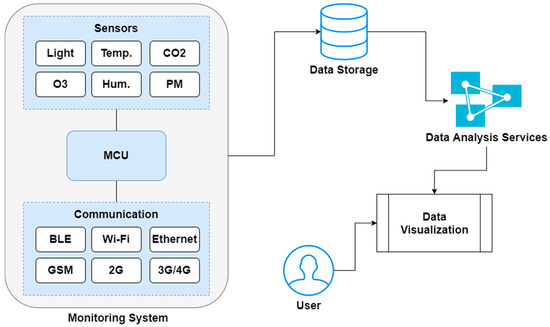 Sensors
Light
Temp.
CO2
O3
Hum.
PM
MCU
Communication
BLE
Wi-Fi
Ethernet
GSM
2G
3G/4G
Monitoring System
Data Storage
Data Analysis Services
Data
Visualization
User